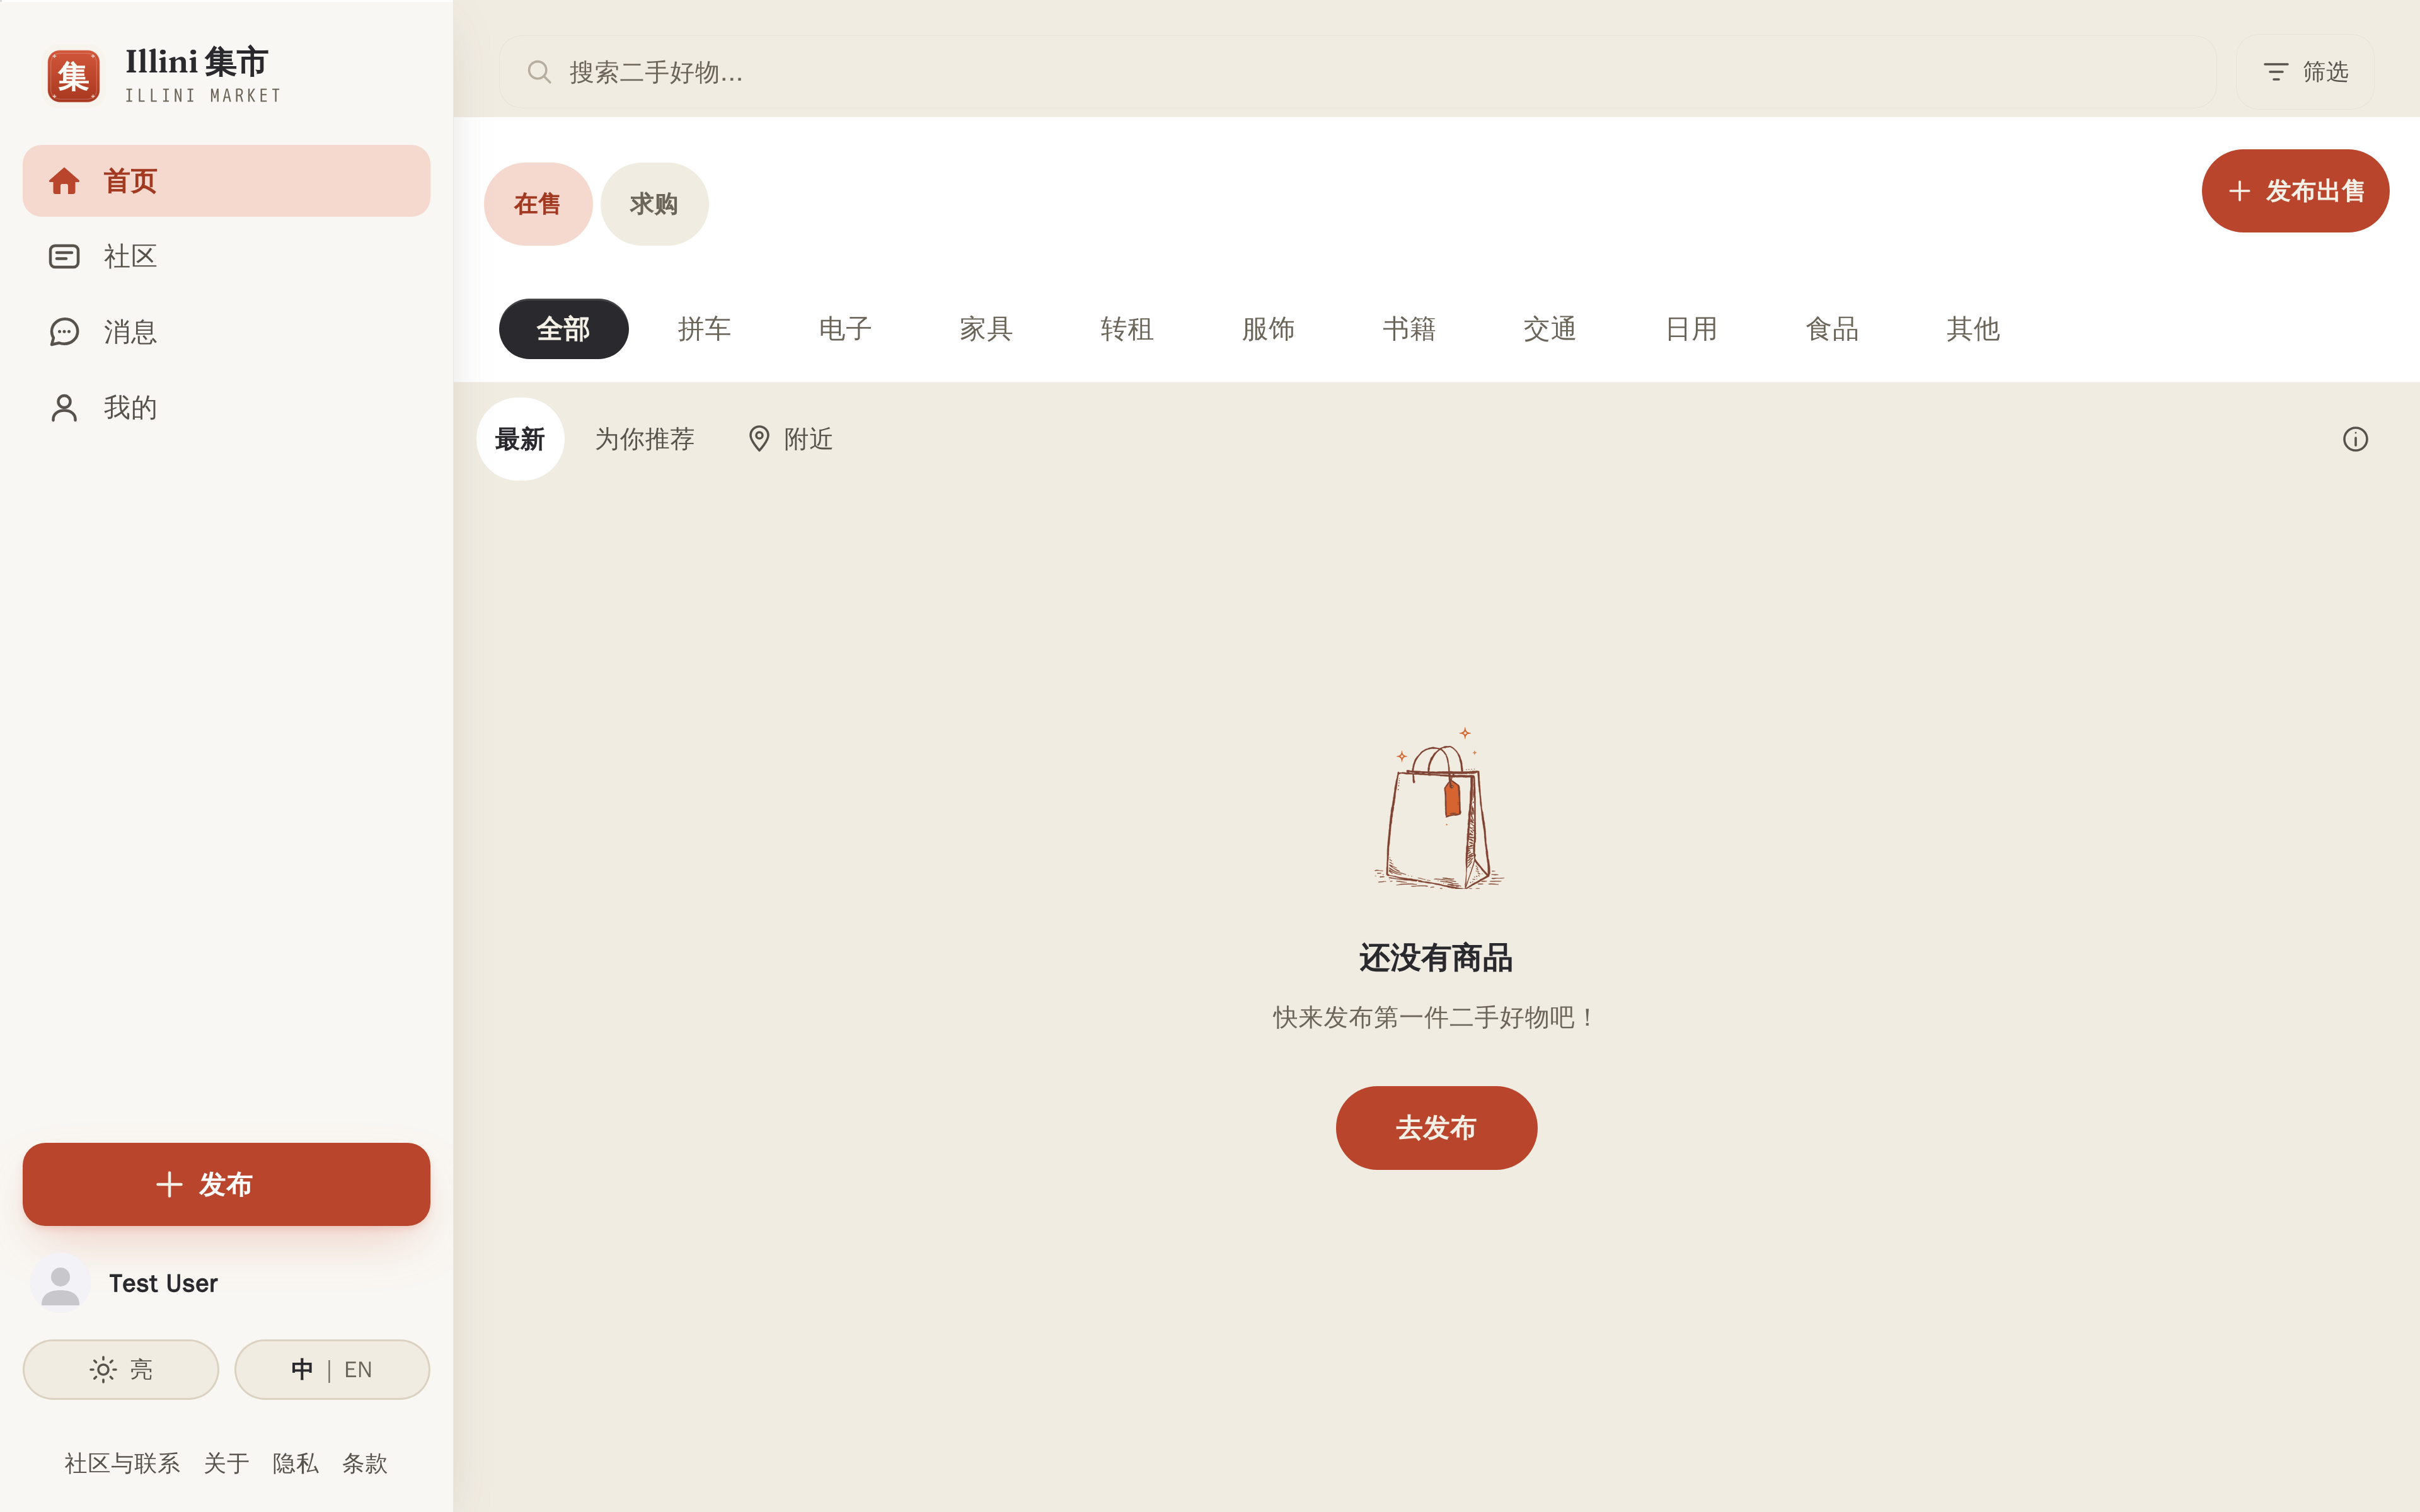 集
Illini 集市
ILLINI MARKET
首页
社区
消息
我的
发布
Test User
亮
中 | EN
社区与联系 关于 隐私 条款
搜索二手好物...
筛选
在售 求购
发布出售
全部 拼车 电子 家具 转租 服饰 书籍 交通 日用 食品 其他
最新 为你推荐 附近
还没有商品
快来发布第一件二手好物吧！
去发布